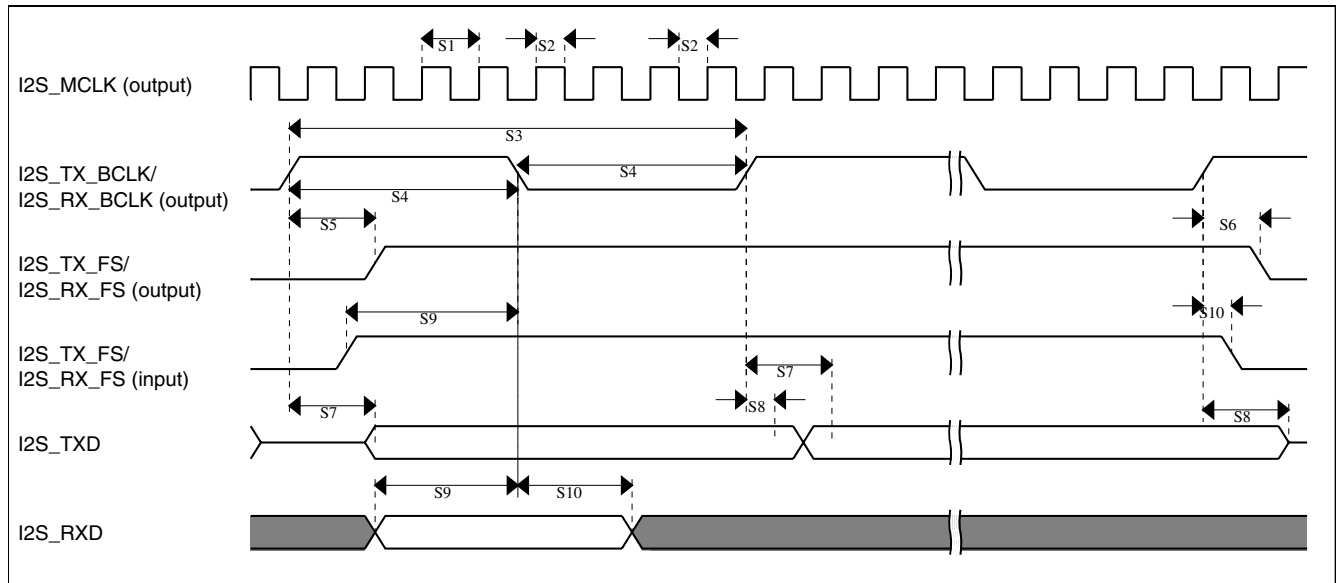 S1
S2
S2
I2S_MCLK (output)
S3
I2S_TX_BCLK/
I2S_RX_BCLK (output)
S4
S4
S5
S6
I2S_TX_FS/
I2S_RX_FS (output)
S9
S10
I2S_TX_FS/
I2S_RX_FS (input)
S7
S7
S8
S8
I2S_TXD
S9
S10
I2S_RXD